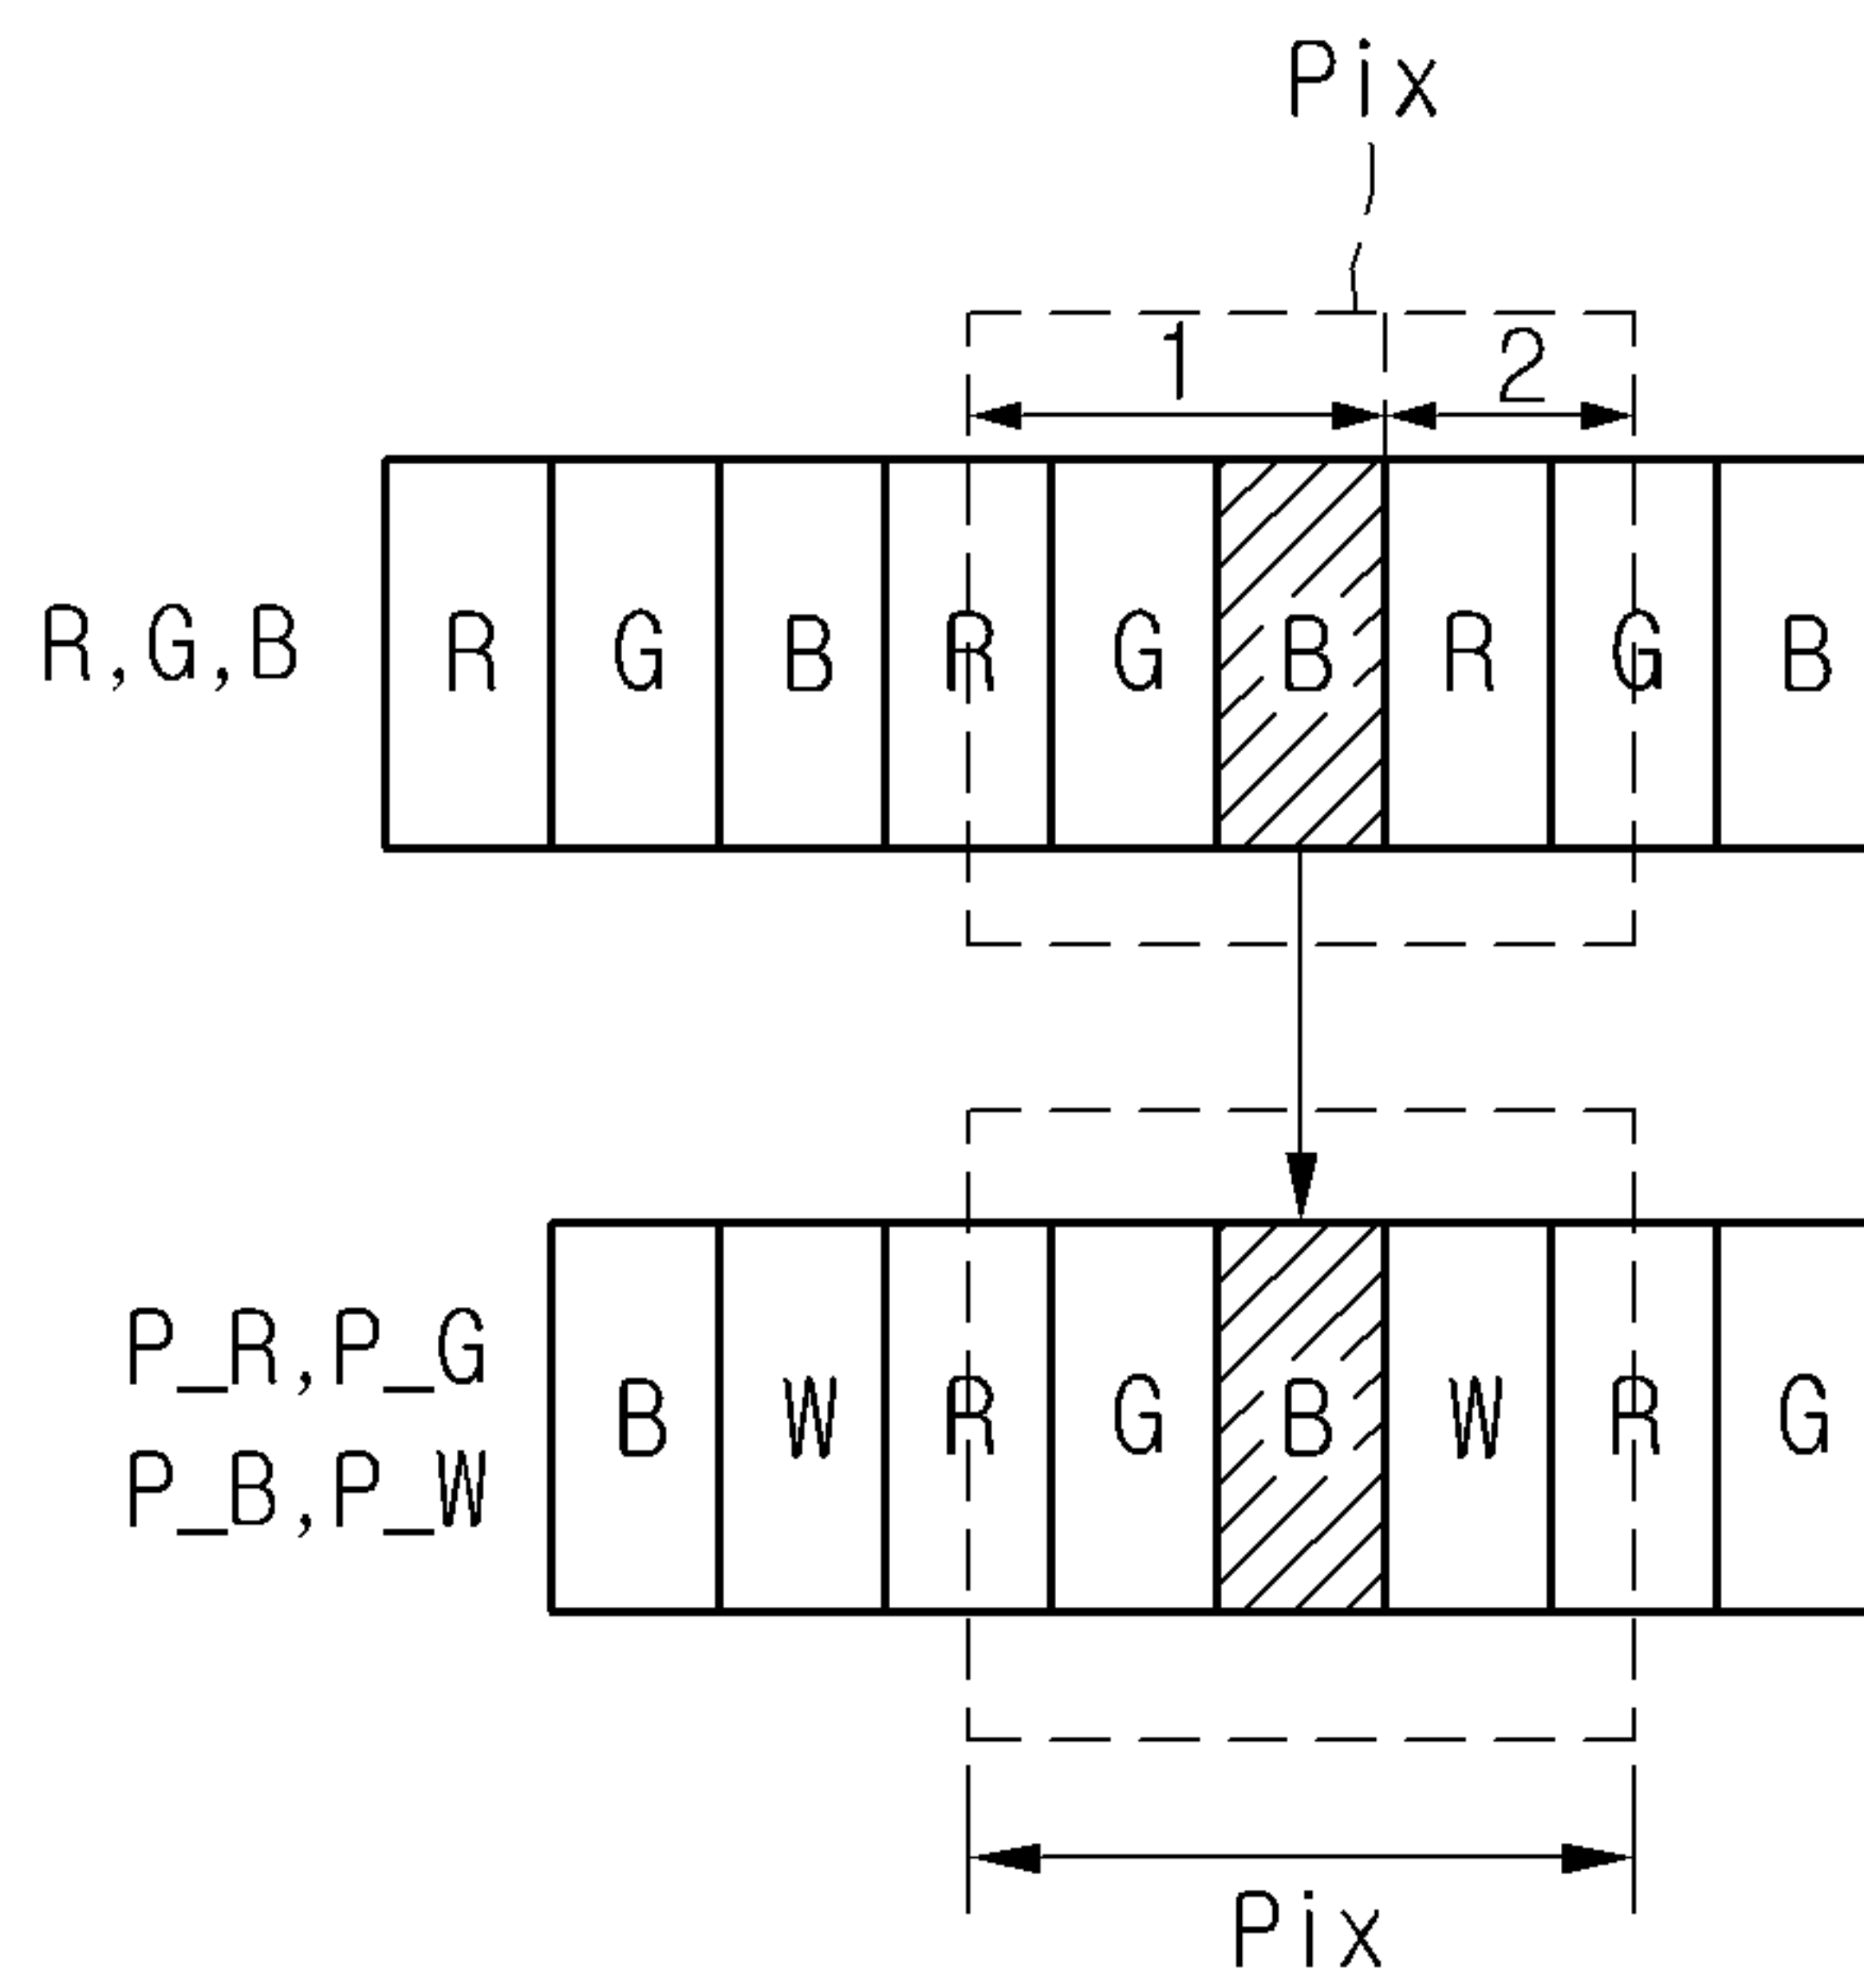 Pix
1 2
R,G,B R G B R G B R G B
P_R,P_G
P_B,P_W
B W R G B W R G
Pix